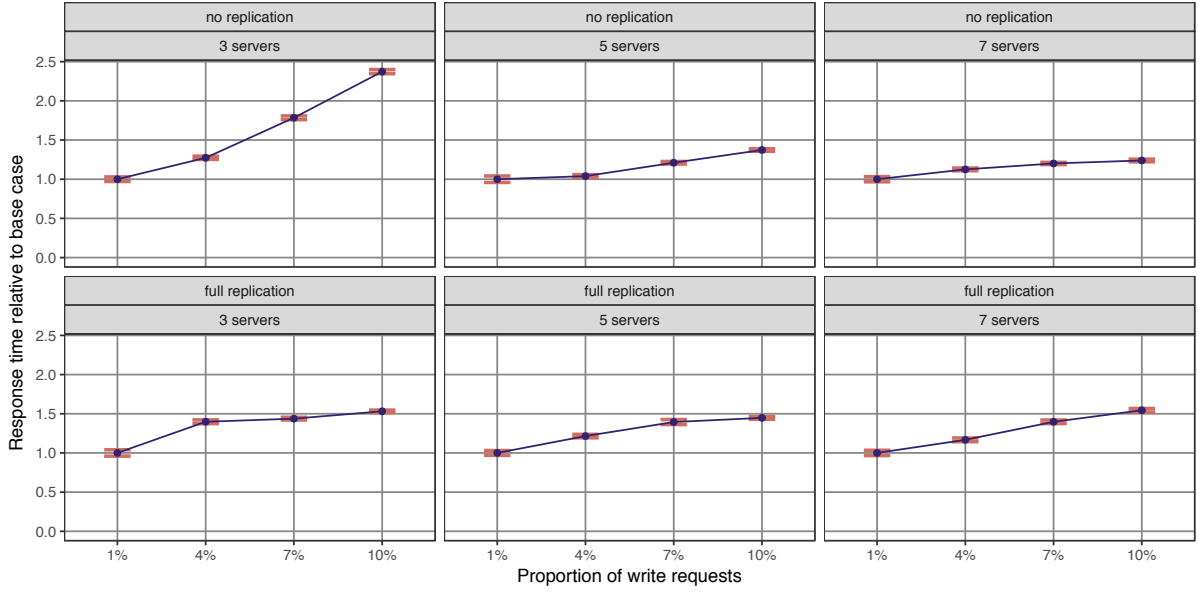 no replication
no replication
no replication
3 servers
5 servers
7 servers
2.5
2.0
1.5
1.0
0.5
0.0
full replication
full replication
full replication
3 servers
5 servers
7 servers
2.5
2.0
1.5
1.0
0.5
0.0
1%
4%
7%
10%
1%
4%
7%
10%
1%
4%
7%
10%
Proportion of write requests
Response time relative to base case